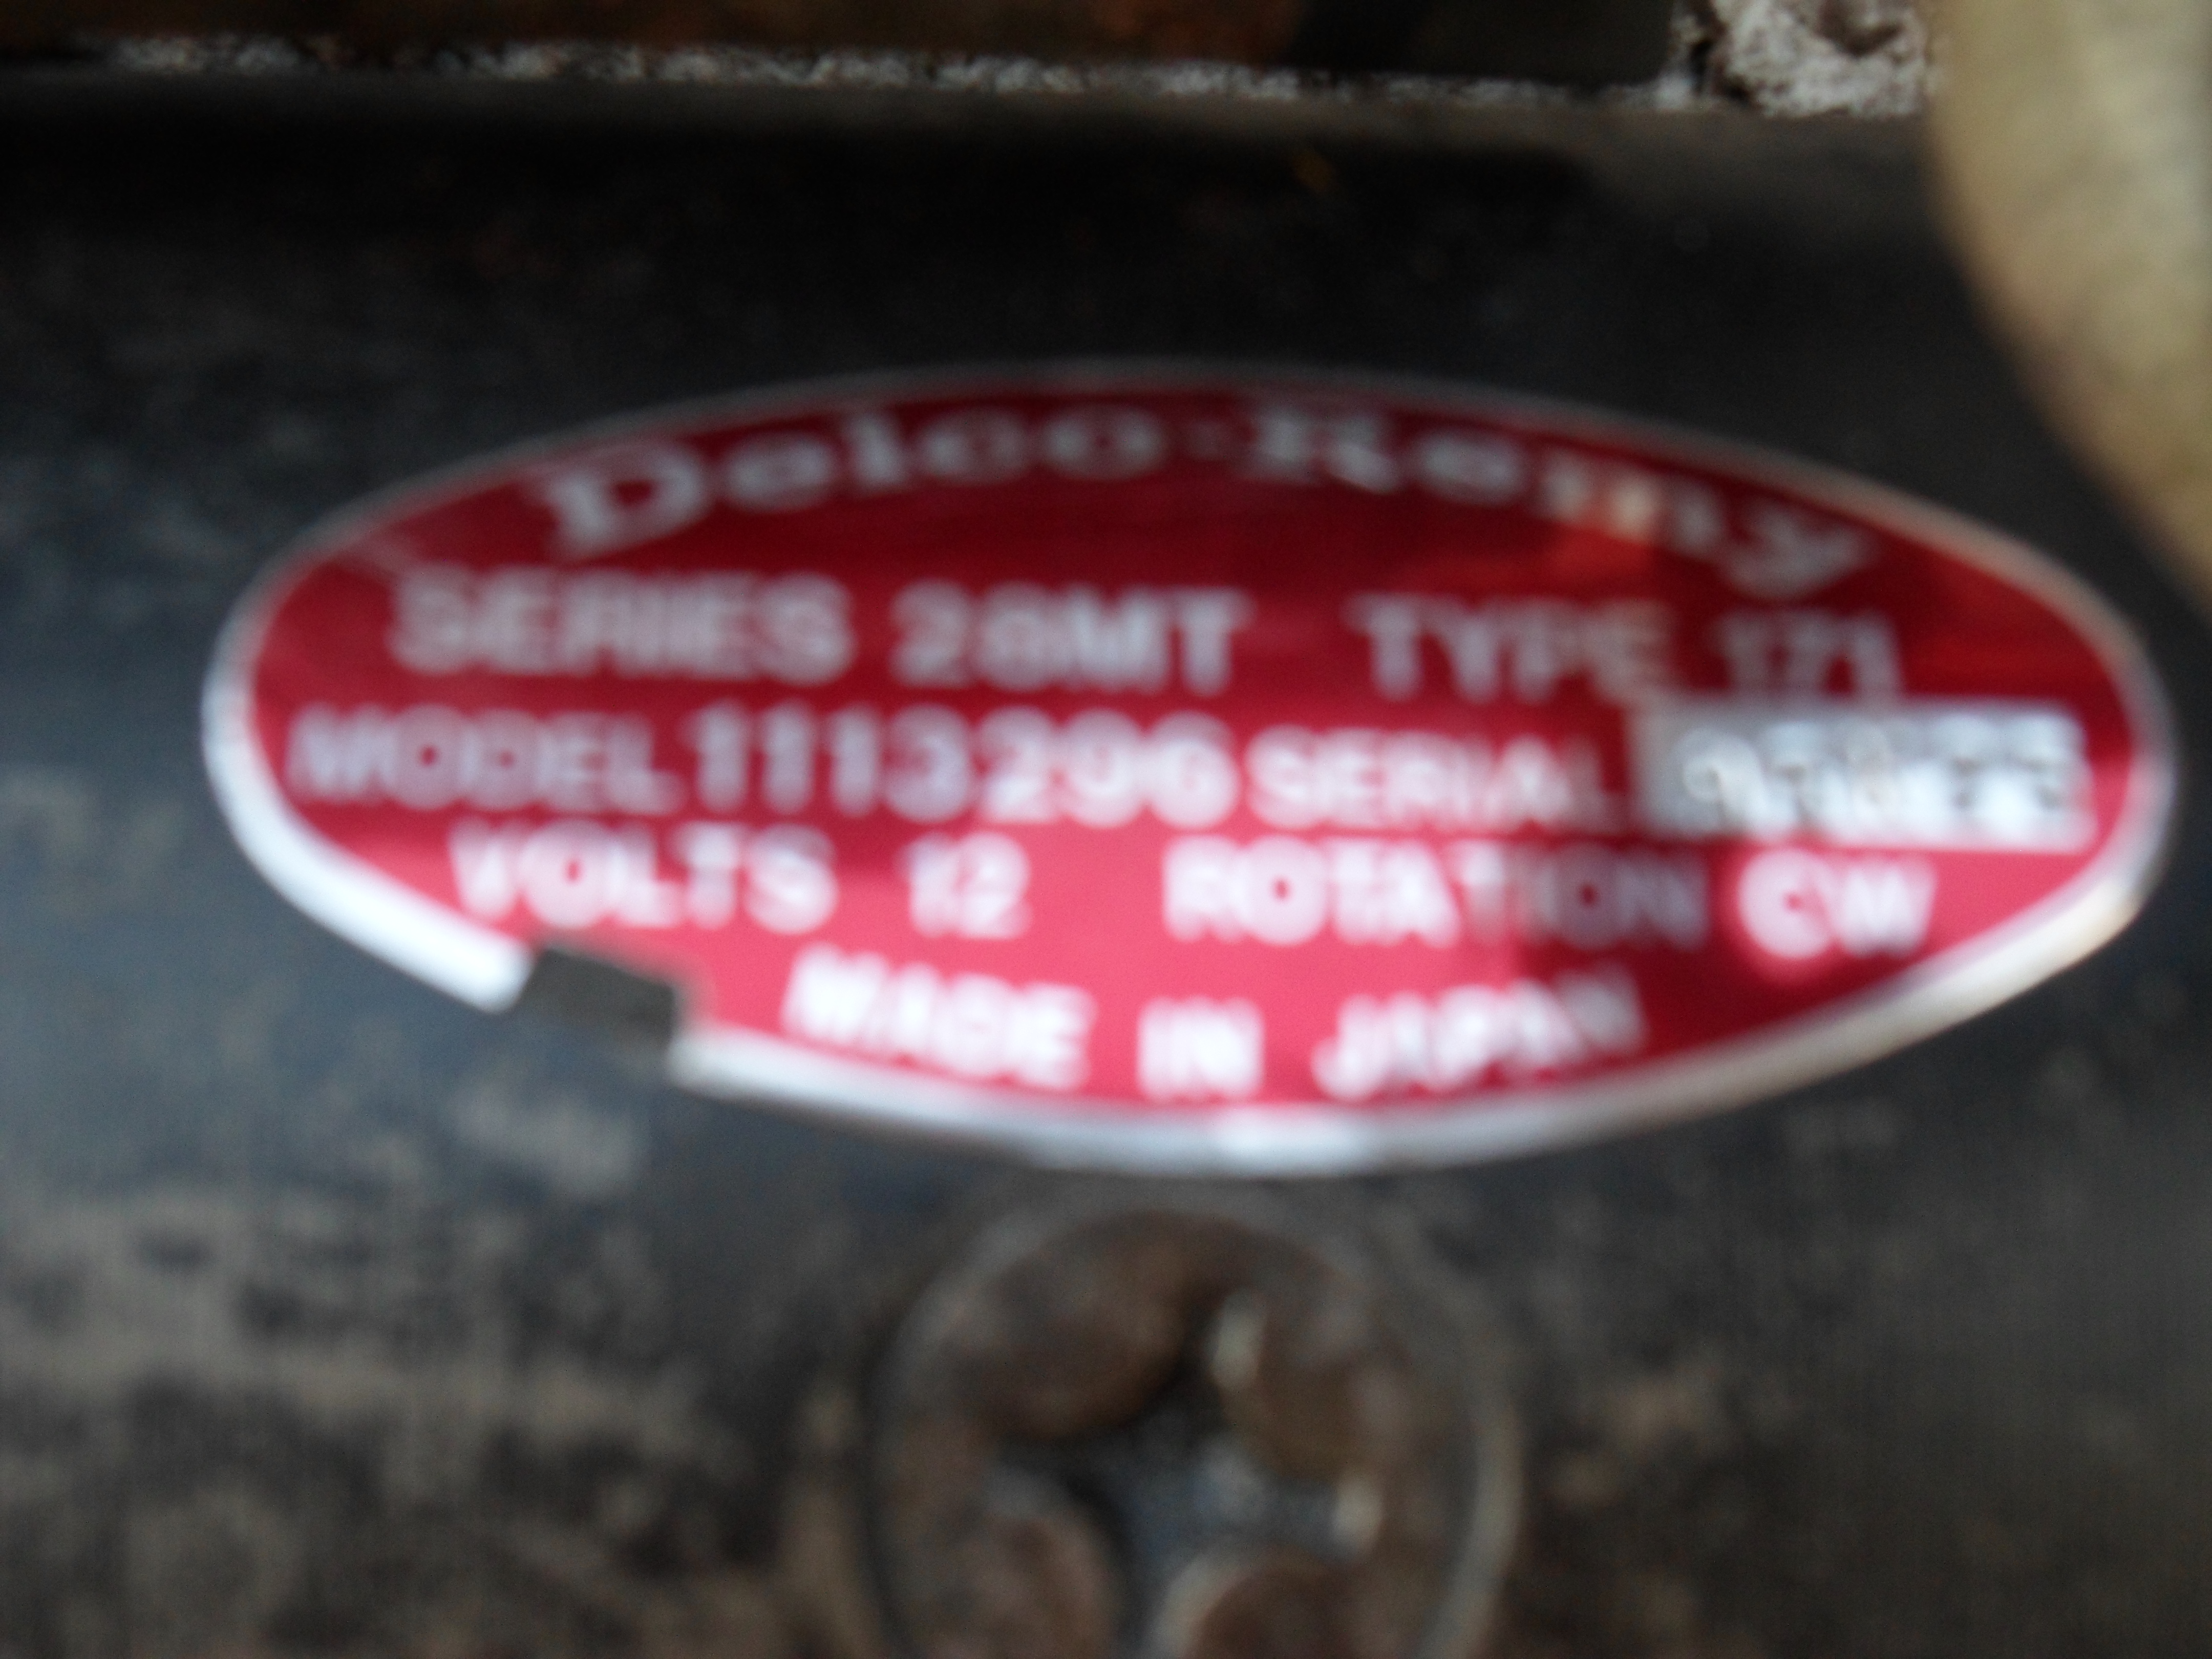 Delco-Remy
SERIES 28MT TYPE 171
MODEL 1113296 SERIAL
VOLTS 12 ROTATION CW
MADE IN JAPAN